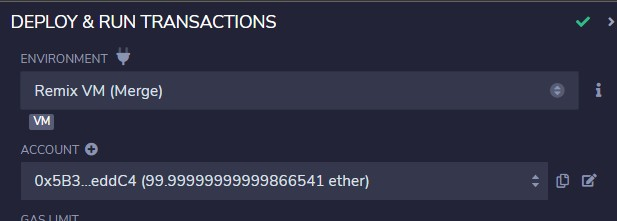 DEPLOY & RUN TRANSACTIONS
ENVIRONMENT
Remix VM (Merge)
VM
ACCOUNT
0x5B3...eddC4 (99.99999999999866541 ether)
GAS LIMIT